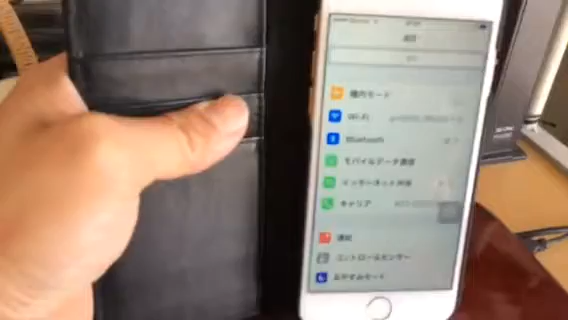 設定
機内モード
Wi-Fi
Bluetooth
モバイルデータ通信
インターネット共有
キャリア
通知
コントロールセンター
おやすみモード